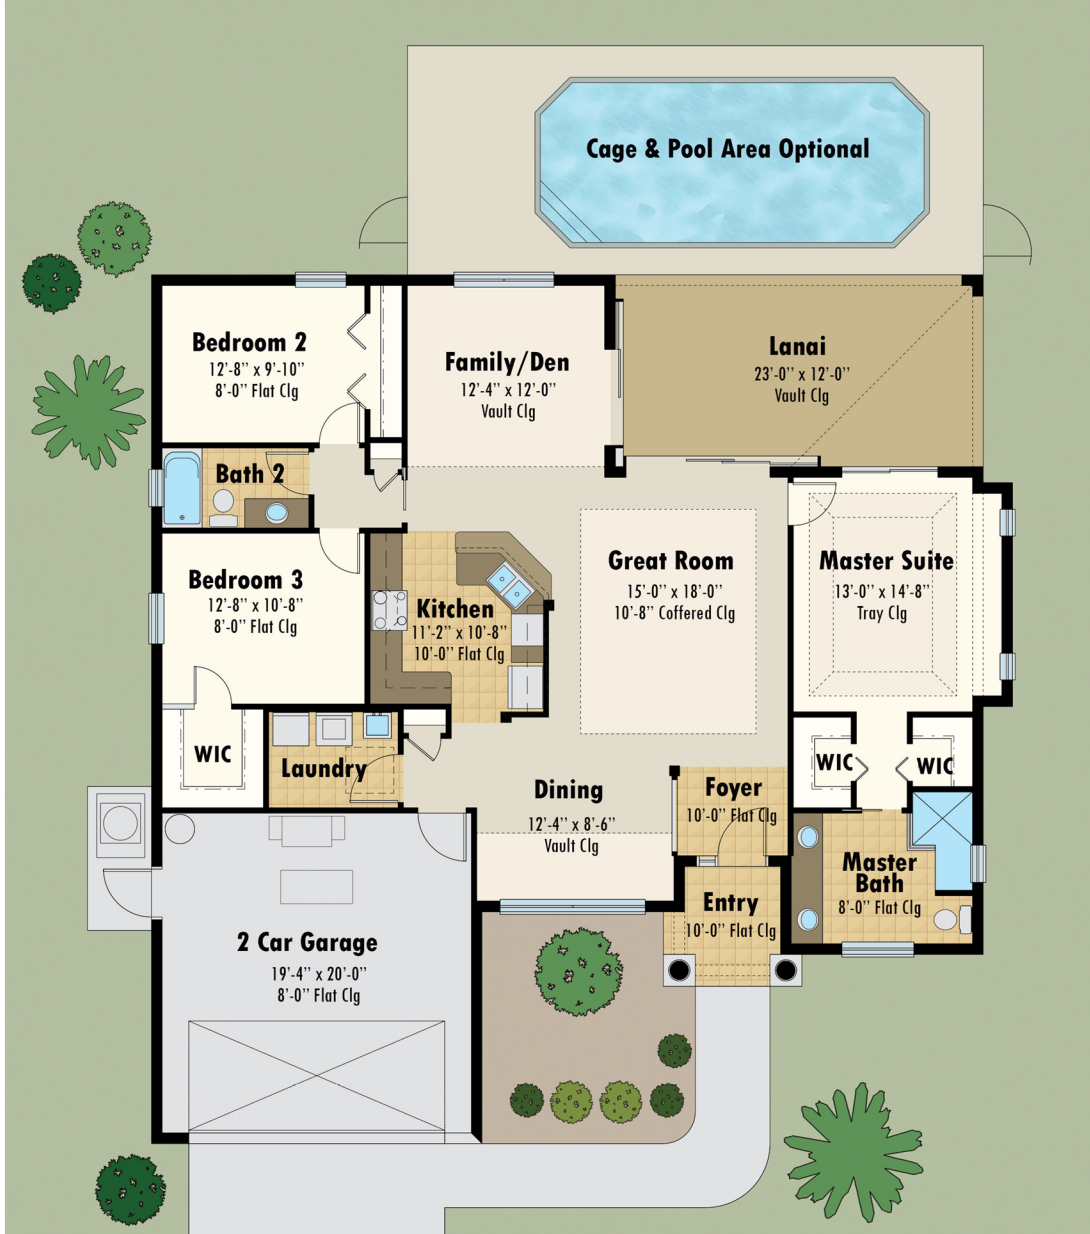 Cage & Pool Area Optional
Bedroom 2
12'-8" x 9'-10"
8'-0" Flat Clg
Family/Den
12'-4" x 12'-0"
Vault Clg
Lanai
23'-0" x 12'-0"
Vault Clg
Bath 2
Bedroom 3
12'-8" x 10'-8"
8'-0" Flat Clg
Kitchen
11'-2" x 10'-8"
10'-0" Flat Clg
Great Room
15'-0" x 18'-0"
10'-8" Coffered Clg
Master Suite
13'-0" x 14'-8"
Tray Clg
WIC
Laundry
WIC
WIC
Dining
12'-4" x 8'-6"
Vault Clg
Foyer
10'-0" Flat Clg
Master
Bath
8'-0" Flat Clg
Entry
10'-0" Flat Clg
2 Car Garage
19'-4" x 20'-0"
8'-0" Flat Clg